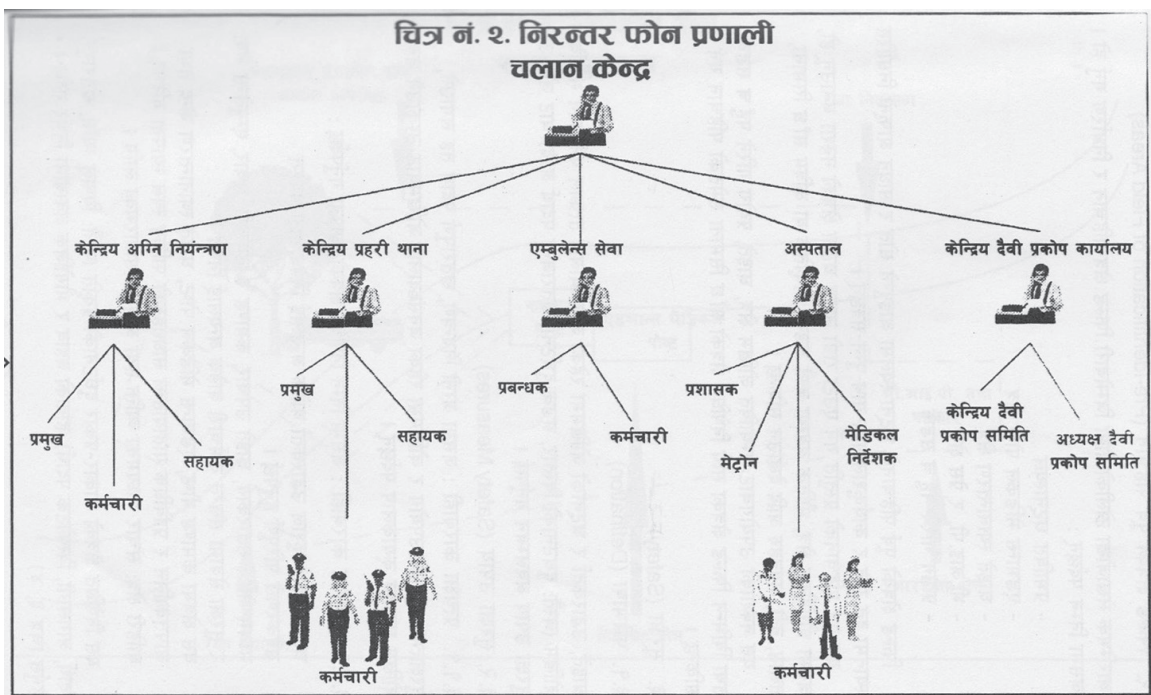 चित्र नं. २. निरन्तर फोन प्रणाली
चलान केन्द्र
केन्द्रिय अग्नि नियंन्त्रण
केन्द्रिय प्रहरी थाना
एम्बुलेन्स सेवा
अस्पताल
केन्द्रिय दैवी प्रकोप कार्यालय
प्रमुख
कर्मचारी
सहायक
प्रमुख
सहायक
कर्मचारी
प्रबन्धक
कर्मचारी
प्रशासक
मेट्रोन
मेडिकल
निर्देशक
कर्मचारी
केन्द्रिय दैवी
प्रकोप समिति
अध्यक्ष दैवी
प्रकोप समिति